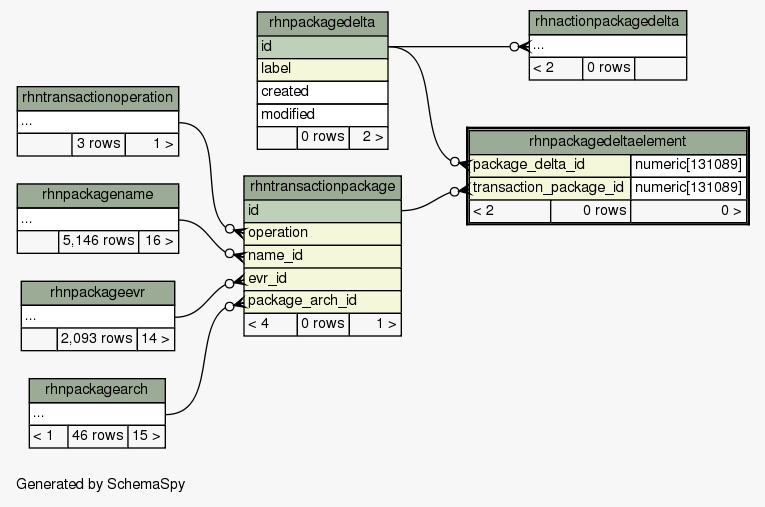 rhnpackagedelta
id
label
created
modified
0 rows 2 >
rhnactionpackagedelta
...
< 2 0 rows
rhntransactionoperation
...
3 rows 1 >
rhnpackagedeltaelement
package_delta_id numeric[131089]
transaction_package_id numeric[131089]
< 2 0 rows 0 >
rhnpackagename
...
5,146 rows 16 >
rhntransactionpackage
id
operation
name_id
evr_id
package_arch_id
< 4 0 rows 1 >
rhnpackageevr
...
2,093 rows 14 >
rhnpackagearch
...
< 1 46 rows 15 >
Generated by SchemaSpy